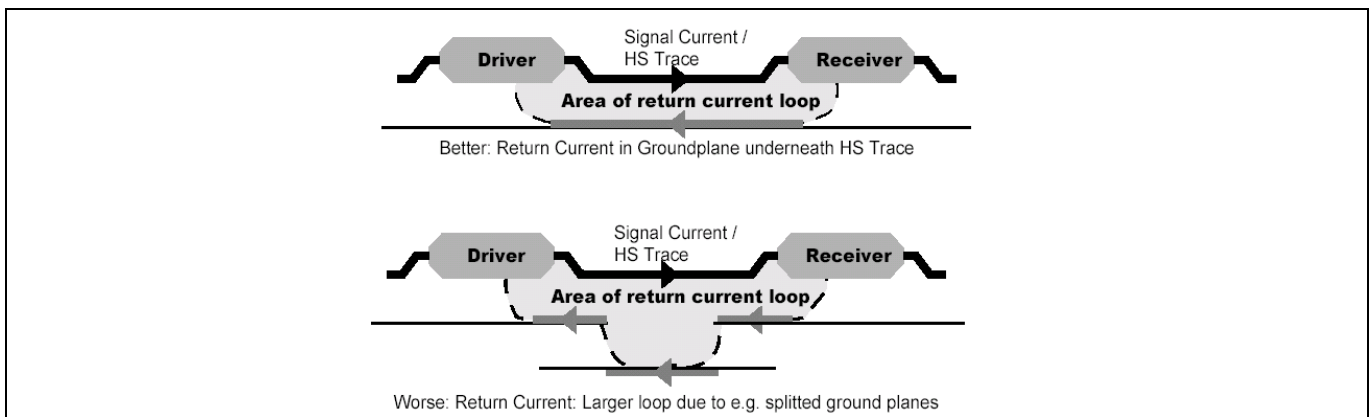 Signal Current /
HS Trace
Driver
Receiver
Area of return current loop
Better: Return Current in Groundplane underneath HS Trace
Signal Current /
HS Trace
Driver
Receiver
Area of return current loop
Worse: Return Current: Larger loop due to e.g. splitted ground planes